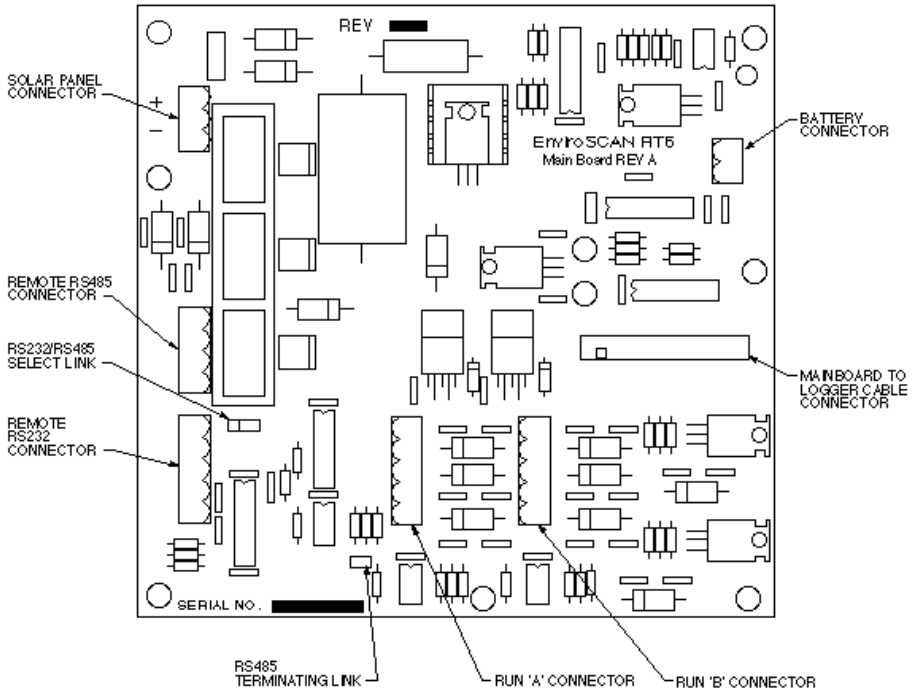 REV
SOLAR PANEL
CONNECTOR
+
−
BATTERY
CONNECTOR
EnviroSCAN RT6
Main Board REV A
REMOTE RS485
CONNECTOR
RS232/RS485
SELECT LINK
MAINBOARD TO
LOGGER CABLE
CONNECTOR
REMOTE
RS232
CONNECTOR
SERIAL NO.
RS485
TERMINATING LINK
RUN 'A' CONNECTOR
RUN 'B' CONNECTOR